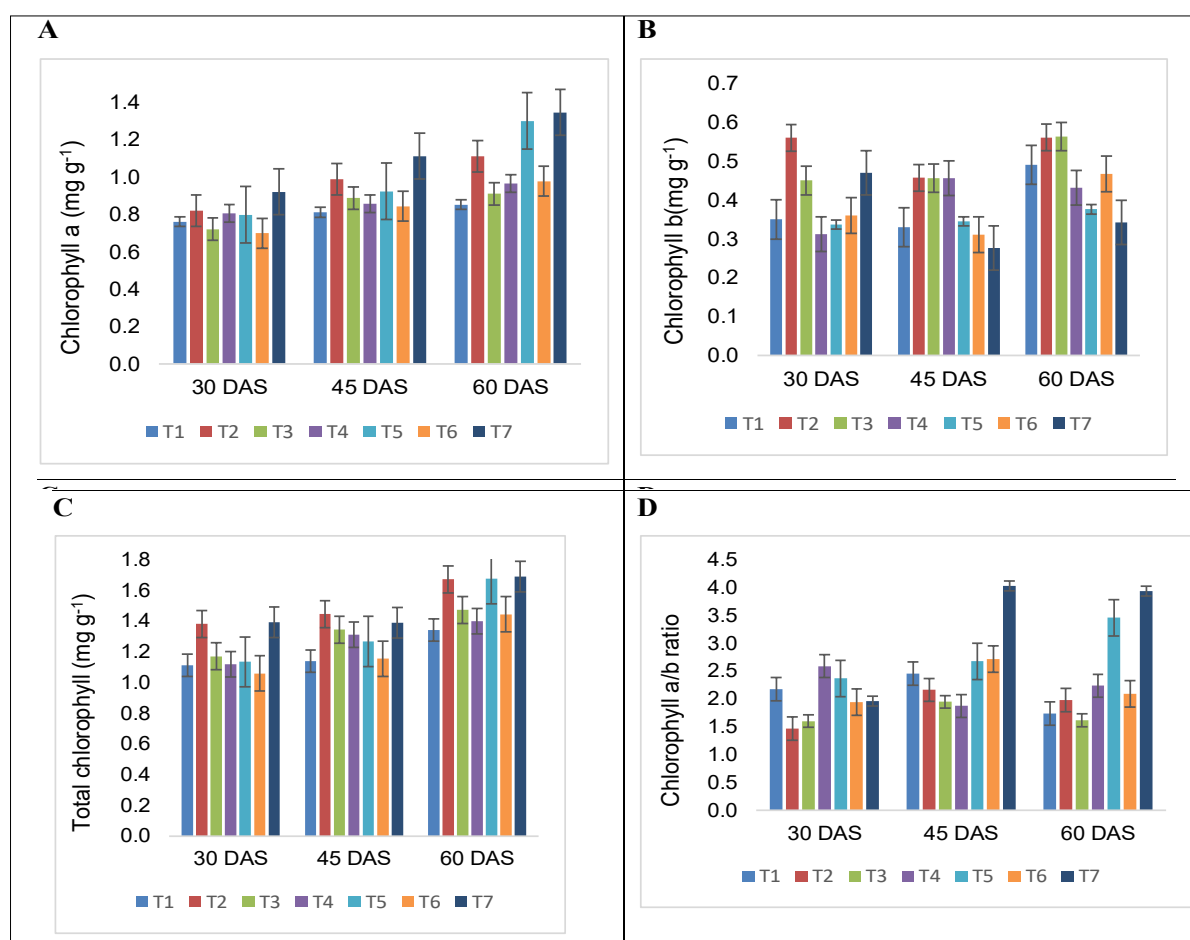 A
Chlorophyll a (mg g-1)
1.4
1.2
1.0
0.8
0.6
0.4
0.2
0.0
30 DAS 45 DAS 60 DAS
T1 T2 T3 T4 T5 T6 T7
B
Chlorophyll b(mg g-1)
0.7
0.6
0.5
0.4
0.3
0.2
0.1
0.0
30 DAS 45 DAS 60 DAS
T1 T2 T3 T4 T5 T6 T7
C
Total chlorophyll (mg g-1)
1.8
1.6
1.4
1.2
1.0
0.8
0.6
0.4
0.2
0.0
30 DAS 45 DAS 60 DAS
T1 T2 T3 T4 T5 T6 T7
D
Chlorophyll a/b ratio
4.5
4.0
3.5
3.0
2.5
2.0
1.5
1.0
0.5
0.0
30 DAS 45 DAS 60 DAS
T1 T2 T3 T4 T5 T6 T7